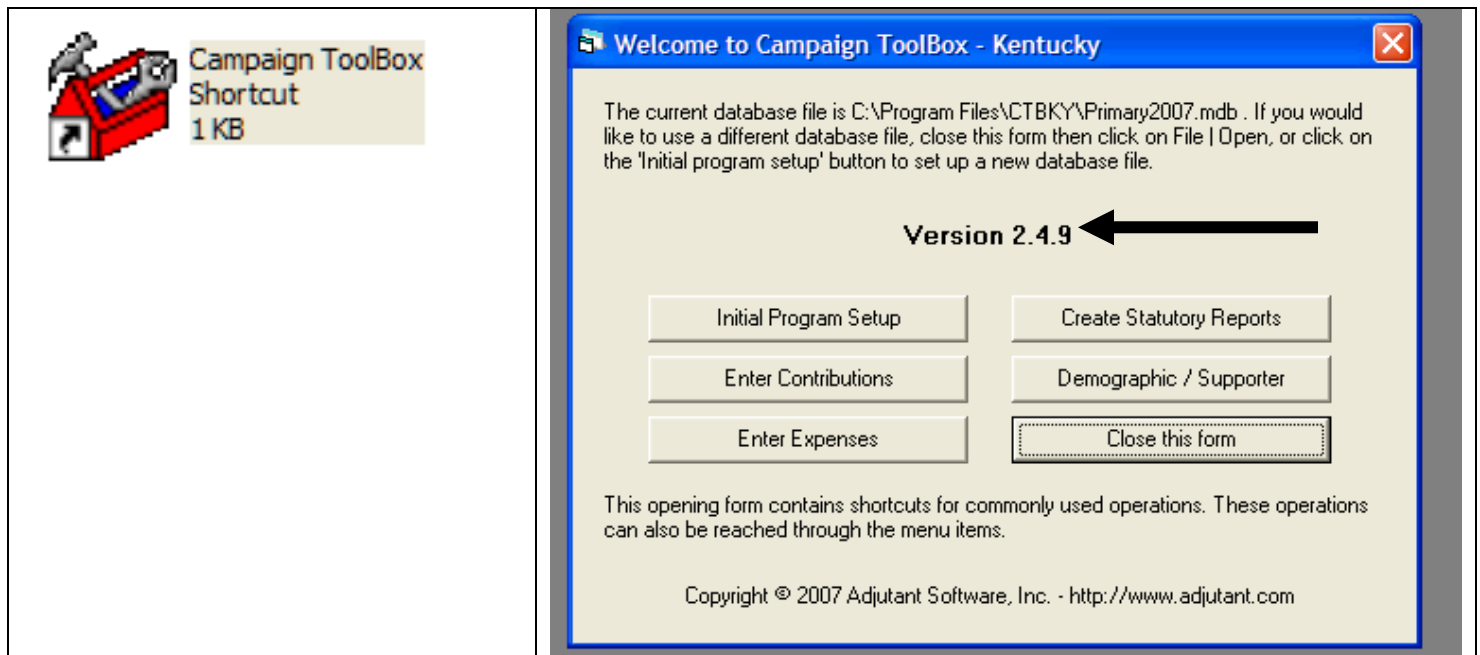 Campaign ToolBox
Shortcut
1 KB
Welcome to Campaign ToolBox - Kentucky
The current database file is C:\Program Files\CTBKY\Primary2007.mdb . If you would
like to use a different database file, close this form then click on File | Open, or click on
the 'Initial program setup' button to set up a new database file.
Version 2.4.9
Initial Program Setup
Create Statutory Reports
Enter Contributions
Demographic / Supporter
Enter Expenses
Close this form
This opening form contains shortcuts for commonly used operations. These operations
can also be reached through the menu items.
Copyright © 2007 Adjutant Software, Inc. - http://www.adjutant.com